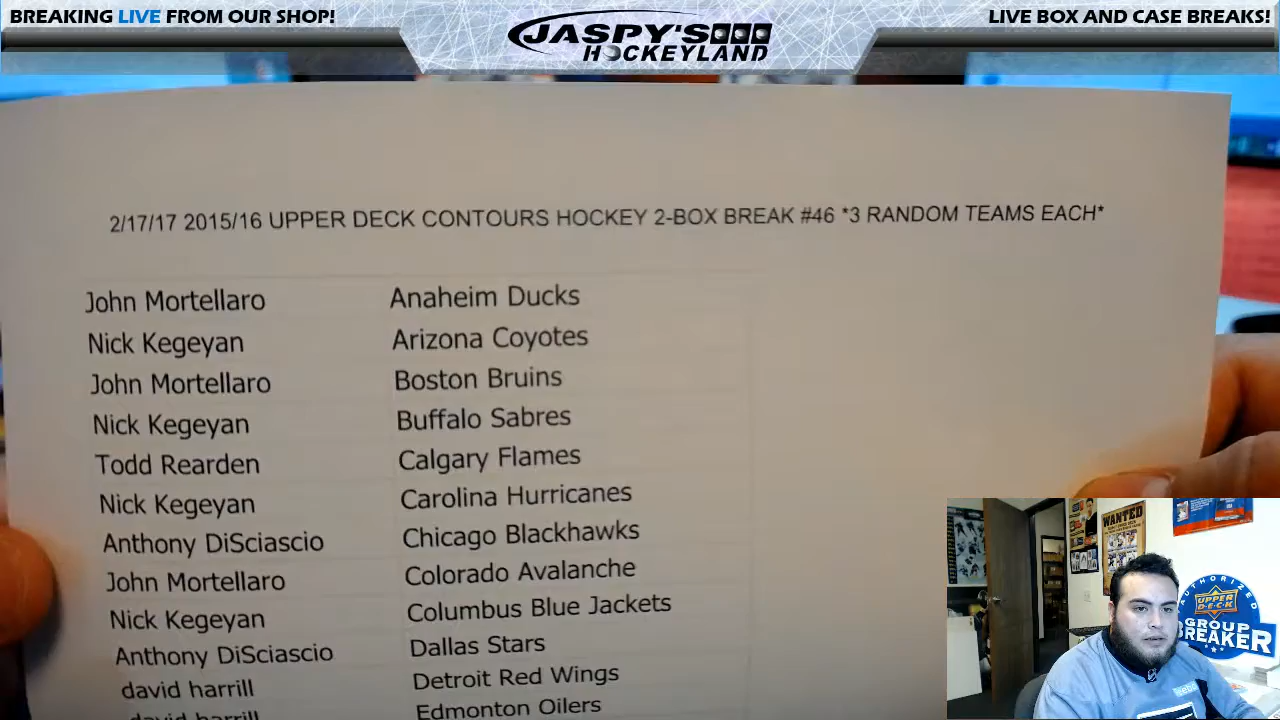 BREAKING LIVE FROM OUR SHOP!
JASPY'S
HOCKEYLAND
LIVE BOX AND CASE BREAKS!
2/17/17 2015/16 UPPER DECK CONTOURS HOCKEY 2-BOX BREAK #46 *3 RANDOM TEAMS EACH*
John Mortellaro Anaheim Ducks
Nick Kegeyan Arizona Coyotes
John Mortellaro Boston Bruins
Nick Kegeyan Buffalo Sabres
Todd Rearden Calgary Flames
Nick Kegeyan Carolina Hurricanes
Anthony DiSciascio Chicago Blackhawks
John Mortellaro Colorado Avalanche
Nick Kegeyan Columbus Blue Jackets
Anthony DiSciascio Dallas Stars
david harrill Detroit Red Wings
david harrill Edmonton Oilers
WANTED
AUTHORIZED
UPPER DECK
GROUP
BREAKER